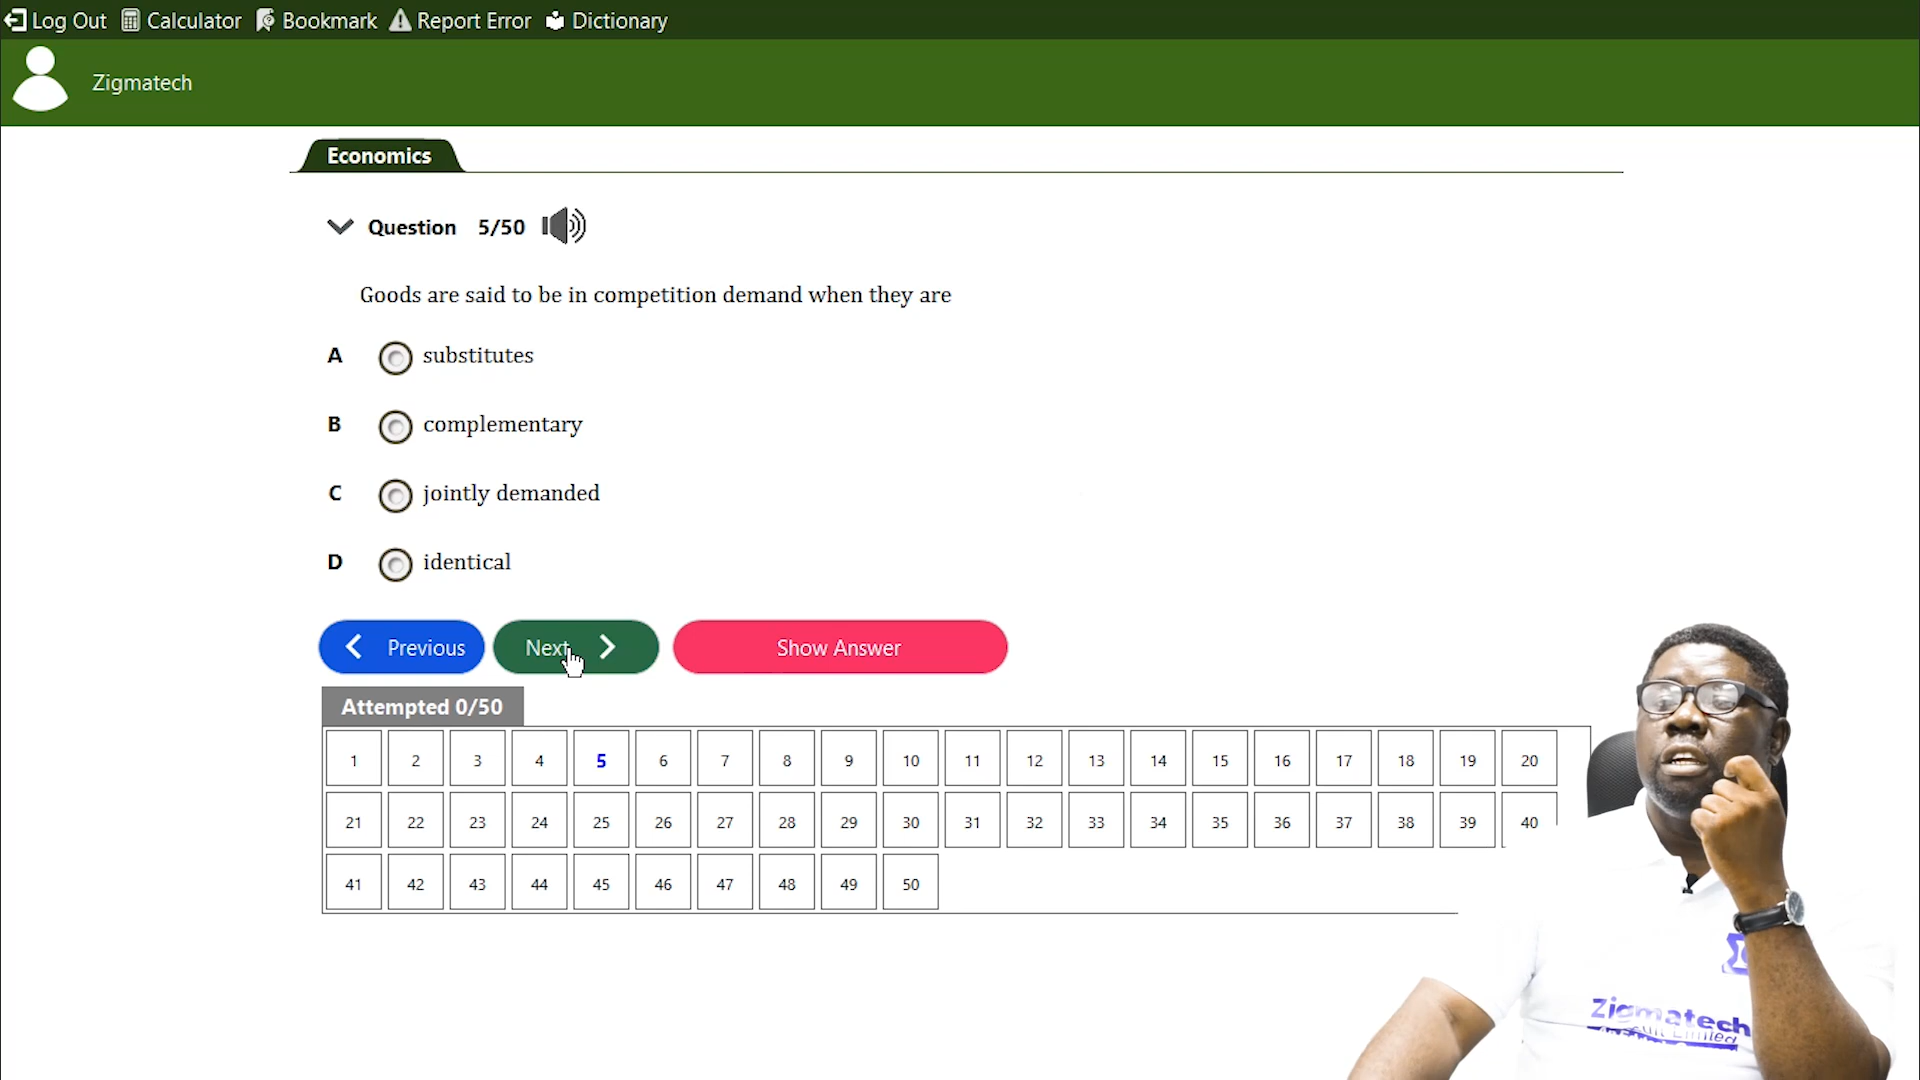 Log Out Calculator Bookmark Report Error Dictionary
Zigmatech
Economics
Question 5/50
Goods are said to be in competition demand when they are
A substitutes
B complementary
C jointly demanded
D identical
Previous Next Show Answer
Attempted 0/50
1 2 3 4 5 6 7 8 9 10 11 12 13 14 15 16 17 18 19 20
21 22 23 24 25 26 27 28 29 30 31 32 33 34 35 36 37 38 39 40
41 42 43 44 45 46 47 48 49 50
Zigmatech